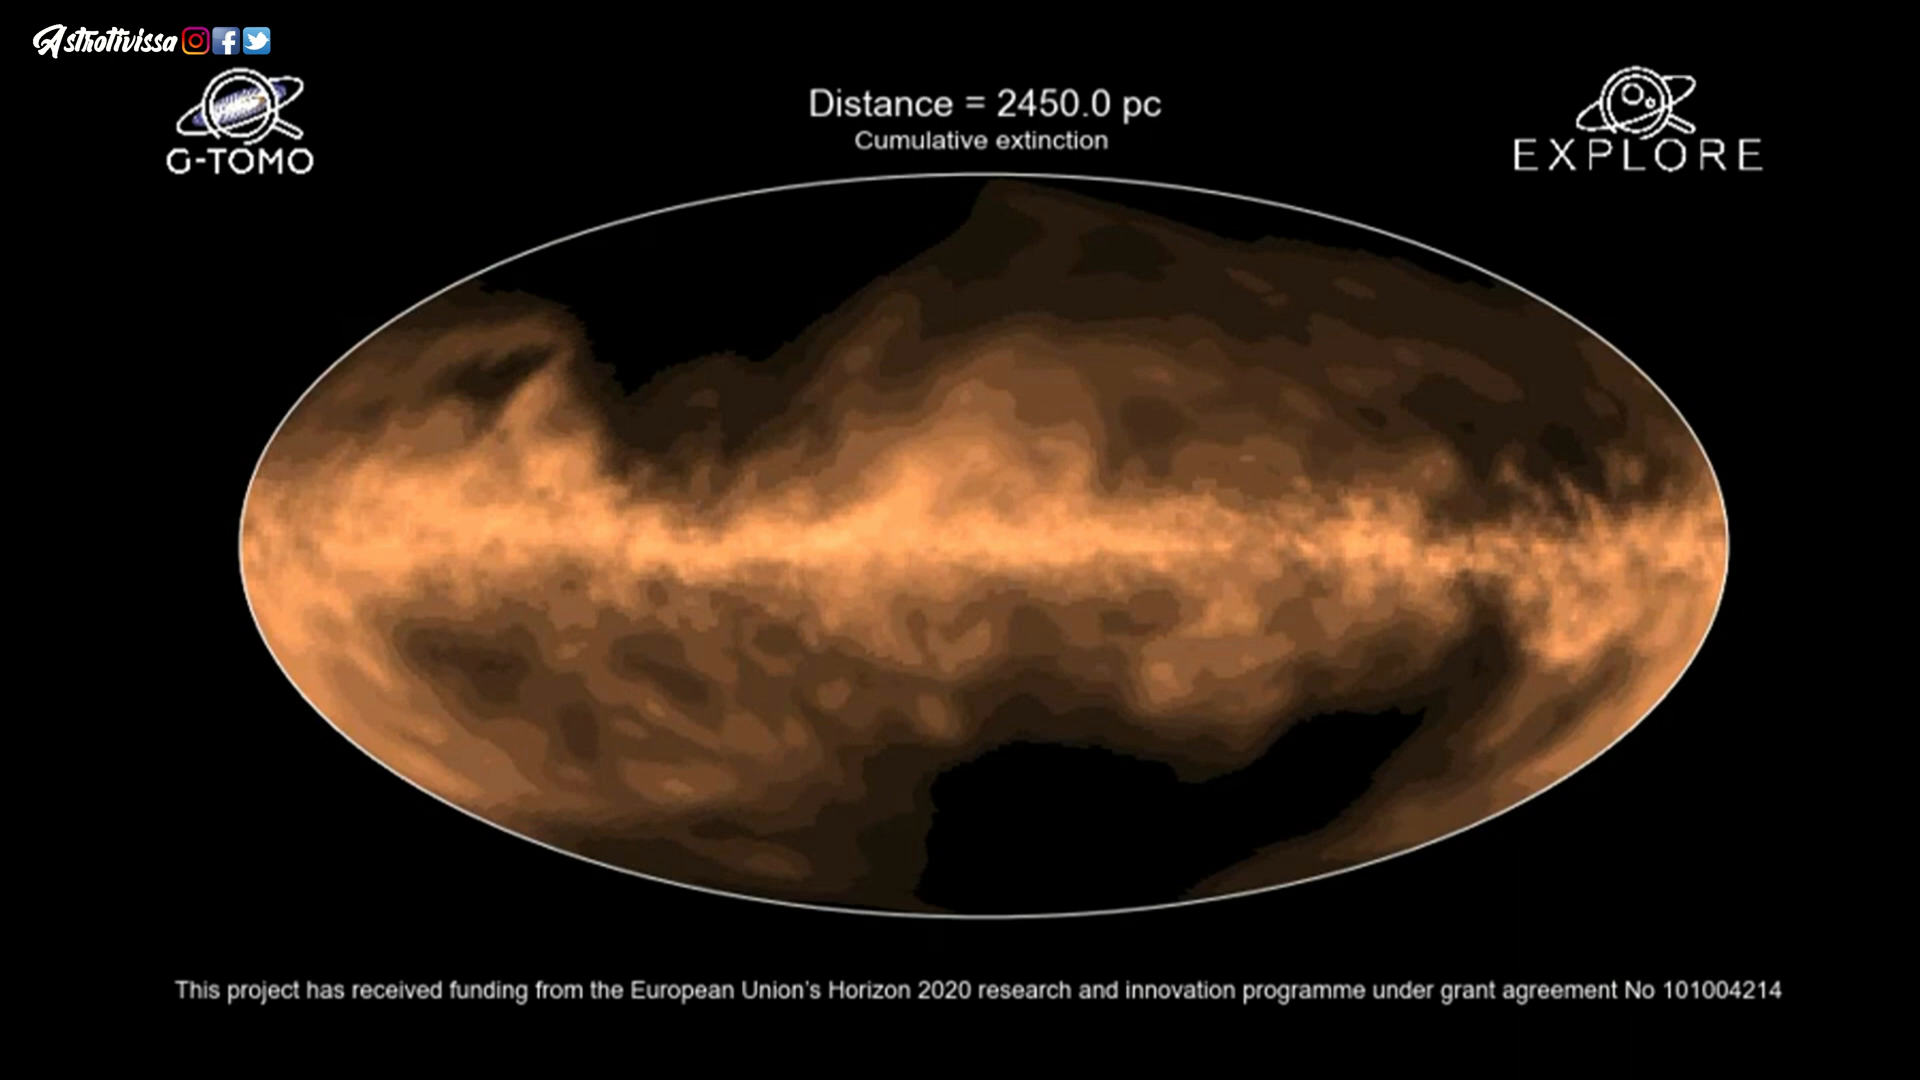 Astrotivissa
G-TOMO
Distance = 2450.0 pc
Cumulative extinction
EXPLORE
This project has received funding from the European Union's Horizon 2020 research and innovation programme under grant agreement No 101004214